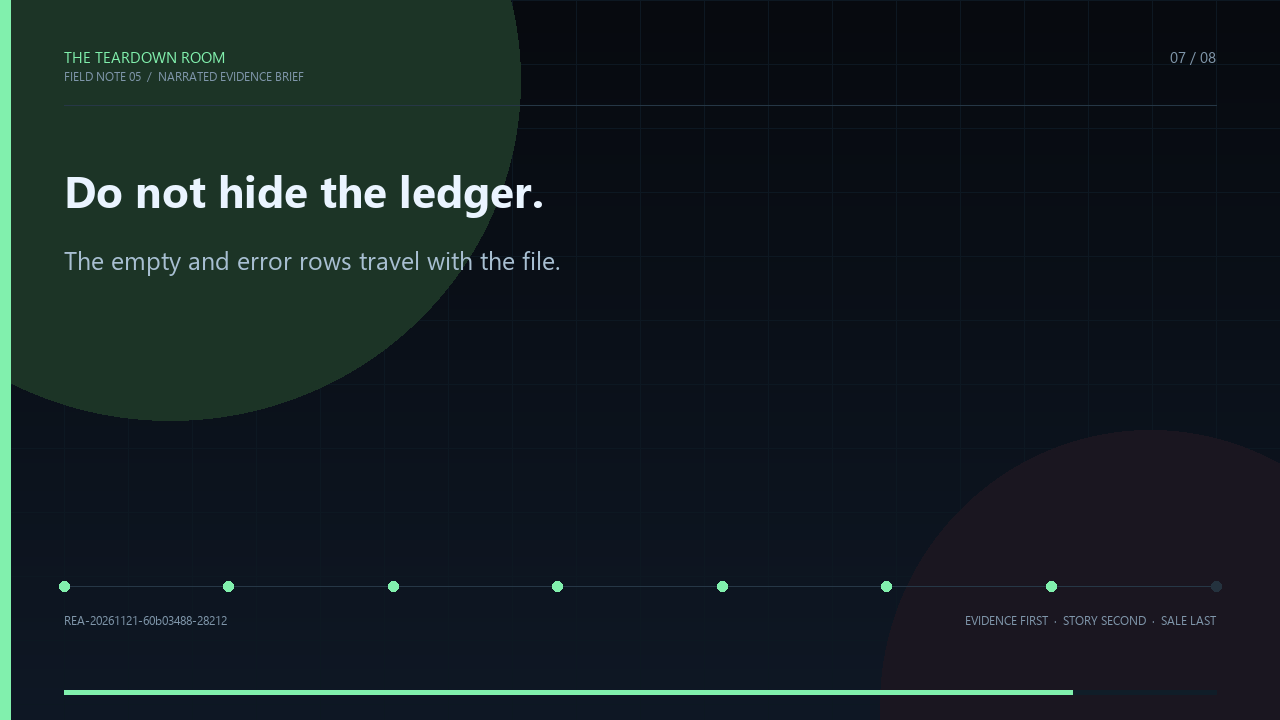 THE TEARDOWN ROOM
07 / 08
FIELD NOTE 05 / NARRATED EVIDENCE BRIEF
Do not hide the ledger.
The empty and error rows travel with the file.
REA-20261121-60b03488-28212
EVIDENCE FIRST · STORY SECOND · SALE LAST